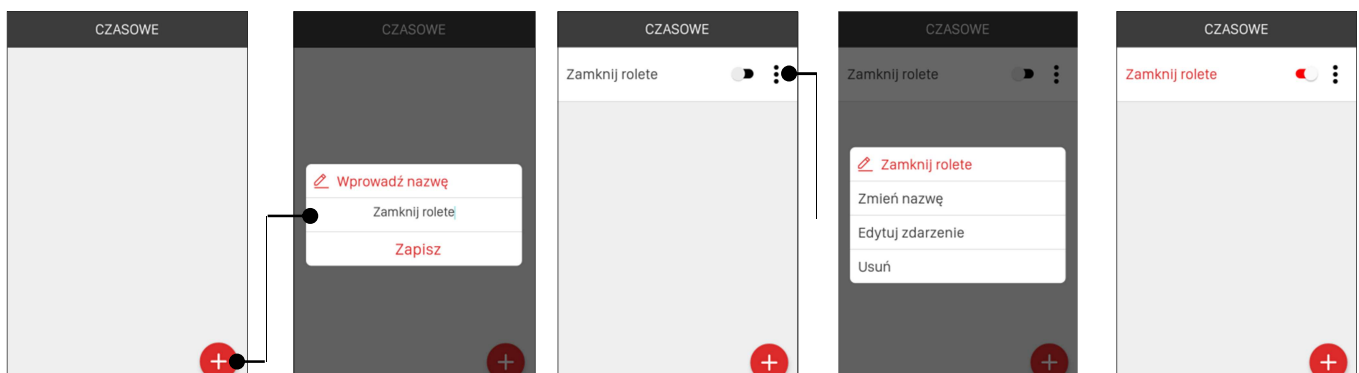 CZASOWE
CZASOWE
Wprowadź nazwę
Zamknij rolete
Zapisz
CZASOWE
Zamknij rolete
CZASOWE
Zamknij rolete
Zamknij rolete
Zmień nazwę
Edytuj zdarzenie
Usuń
CZASOWE
Zamknij rolete